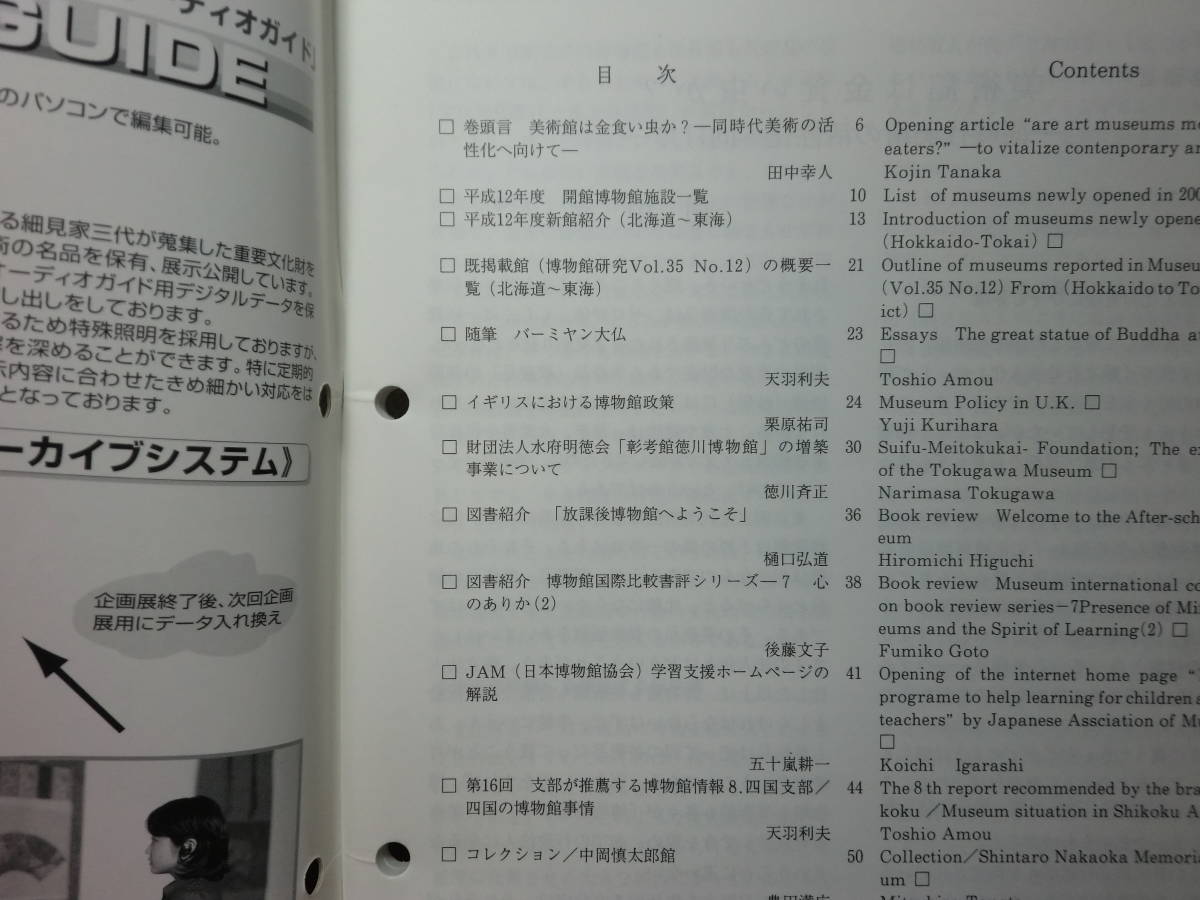 ディオガイド』
GUIDE
のパソコンで編集可能。
る細見家三代が蒐集した重要文化財を
術の名品を保有、展示公開しています。
オーディオガイド用デジタルデータを保
し出しをしております。
るため特殊照明を採用しておりますが、
を深めることができます。特に定期的
示内容に合わせたきめ細かい対応をは
となっております。
ーカイブシステム》
企画展終了後、次回企画
展用にデータ入れ換え
目 次
□ 巻頭言 美術館は金食い虫か?―同時代美術の活 6
性化へ向けて―
田中幸人
□ 平成12年度 開館博物館施設一覧 10
□ 平成12年度新館紹介(北海道~東海) 13
□ 既掲載館(博物館研究Vol.35 No.12)の概要一 21
覧(北海道~東海)
□ 随筆 バーミヤン大仏 23
天羽利夫
□ イギリスにおける博物館政策 24
栗原祐司
□ 財団法人水府明徳会「彰考館徳川博物館」の増築 30
事業について
徳川斉正
□ 図書紹介 「放課後博物館へようこそ」 36
樋口弘道
□ 図書紹介 博物館国際比較書評シリーズ―7 心 38
のありか(2)
後藤文子
□ JAM(日本博物館協会)学習支援ホームページの 41
解説
五十嵐耕一
□ 第16回 支部が推薦する博物館情報8.四国支部/ 44
四国の博物館事情
天羽利夫
□ コレクション/中岡慎太郎館 50
Contents
Opening article “are art museums mo
eaters?” —to vitalize contenporary ar
Kojin Tanaka
List of museums newly opened in 200
Introduction of museums newly opene
(Hokkaido-Tokai) □
Outline of museums reported in Museu
(Vol.35 No.12) From (Hokkaido to To
ict) □
Essays The great statue of Buddha a
□
Toshio Amou
Museum Policy in U.K. □
Yuji Kurihara
Suifu-Meitokukai- Foundation; The e
of the Tokugawa Museum □
Narimasa Tokugawa
Book review Welcome to the After-sch
eum
Hiromichi Higuchi
Book review Museum international co
on book review series-7Presence of Mi
eums and the Spirit of Learning(2) □
Fumiko Goto
Opening of the internet home page “
programe to help learning for children a
teachers” by Japanese Assciation of Mu
□
Koichi Igarashi
The 8 th report recommended by the bra
koku /Museum situation in Shikoku A
Toshio Amou
Collection/Shintaro Nakaoka Memoria
um □